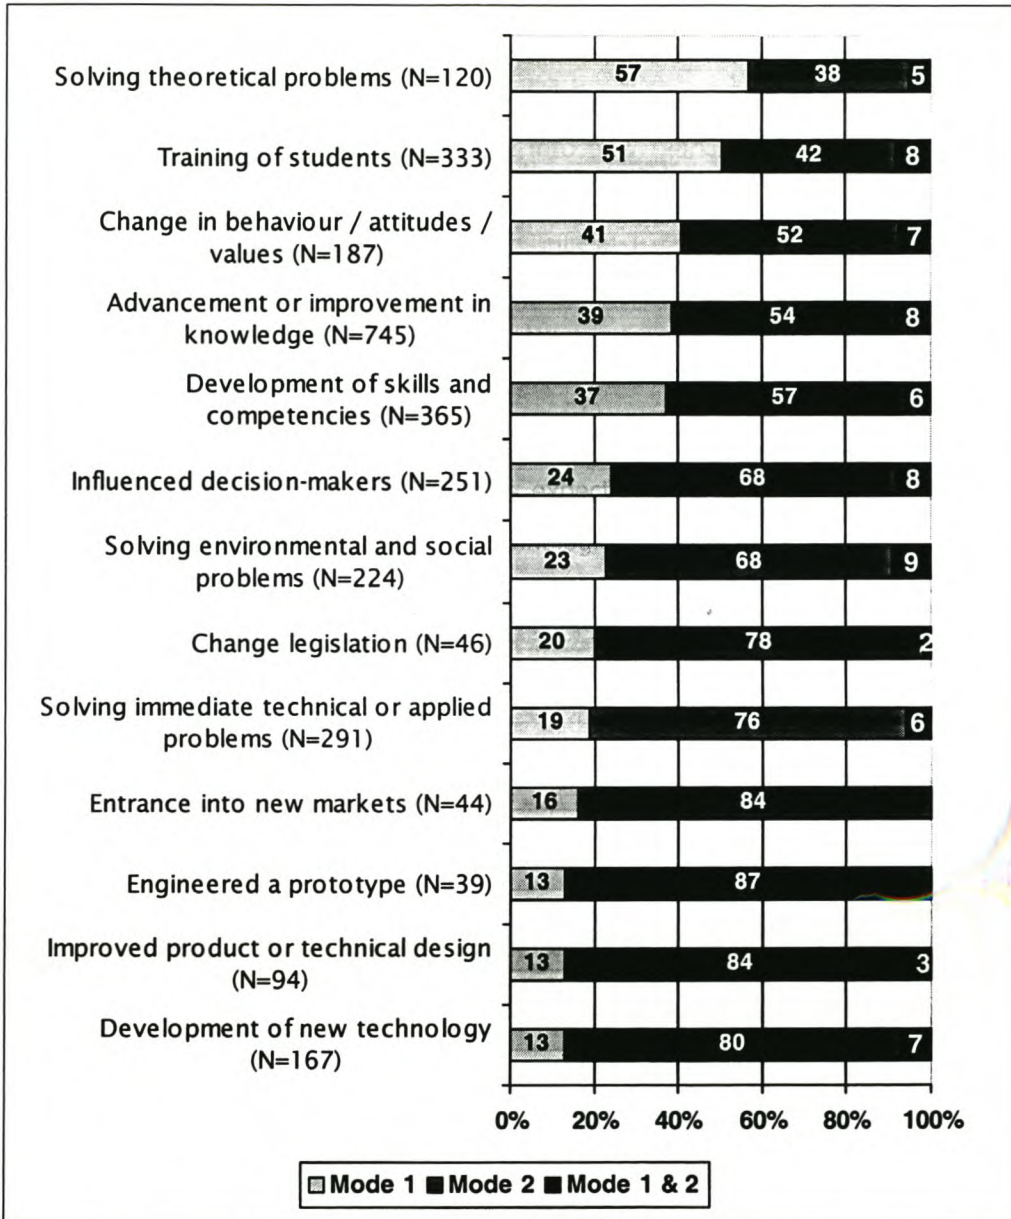 Solving theoretical problems (N=120) 57 38 5
Training of students (N=333) 51 42 8
Change in behaviour / attitudes /
values (N=187) 41 52 7
Advancement or improvement in
knowledge (N=745) 39 54 8
Development of skills and
competencies (N=365) 37 57 6
Influenced decision-makers (N=251) 24 68 8
Solving environmental and social
problems (N=224) 23 68 9
Change legislation (N=46) 20 78 2
Solving immediate technical or applied
problems (N=291) 19 76 6
Entrance into new markets (N=44) 16 84
Engineered a prototype (N=39) 13 87
Improved product or technical design
(N=94) 13 84 3
Development of new technology
(N=167) 13 80 7
0% 20% 40% 60% 80% 100%
Mode 1 Mode 2 Mode 1 & 2